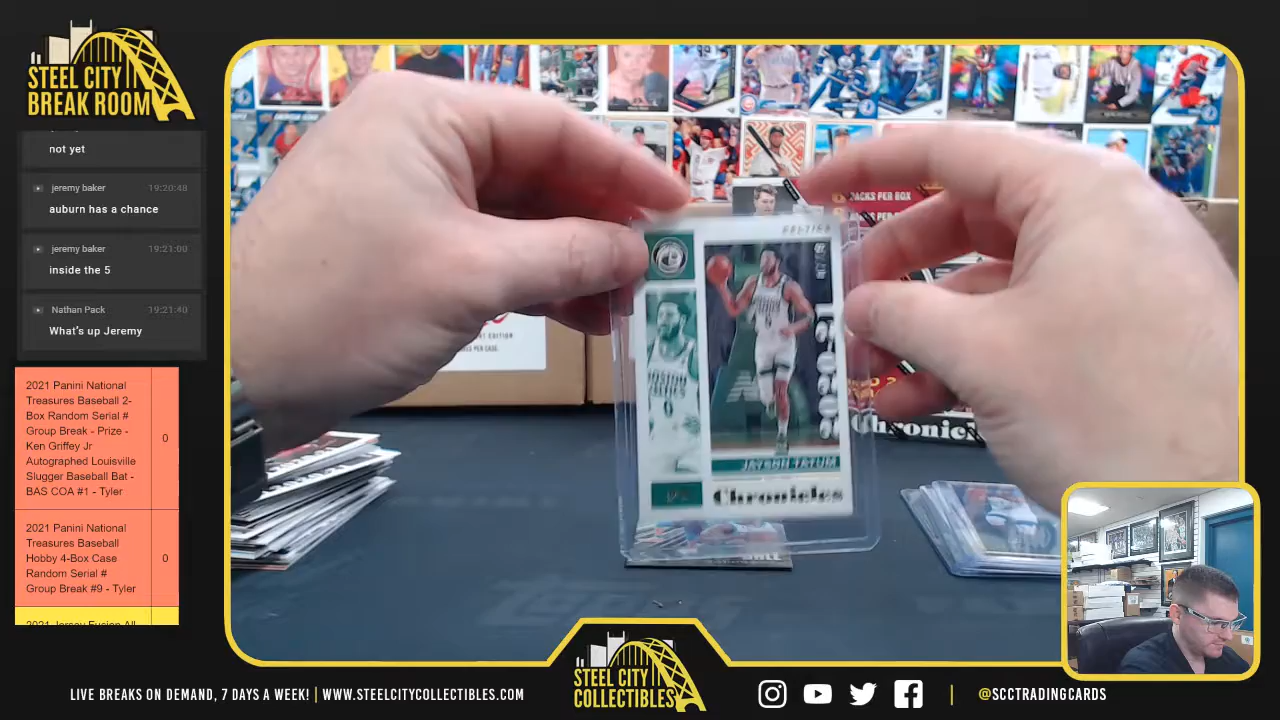 STEEL CITY
BREAK ROOM
not yet
jeremy baker 19:20:48
auburn has a chance
jeremy baker 19:21:00
inside the 5
Nathan Pack 19:21:40
What's up Jeremy
2021 Panini National
Treasures Baseball 2-
Box Random Serial #
Group Break - Prize -
Ken Griffey Jr
Autographed Louisville
Slugger Baseball Bat -
BAS COA #1 - Tyler
0
2021 Panini National
Treasures Baseball
Hobby 4-Box Case
Random Serial #
Group Break #9 - Tyler
0
2021 Jersey Fusion All
PACKS PER BOX
JAYSON TATUM
Chronicles
STEEL CITY
COLLECTIBLES
LIVE BREAKS ON DEMAND, 7 DAYS A WEEK! | WWW.STEELCITYCOLLECTIBLES.COM
| @SCCTRADINGCARDS